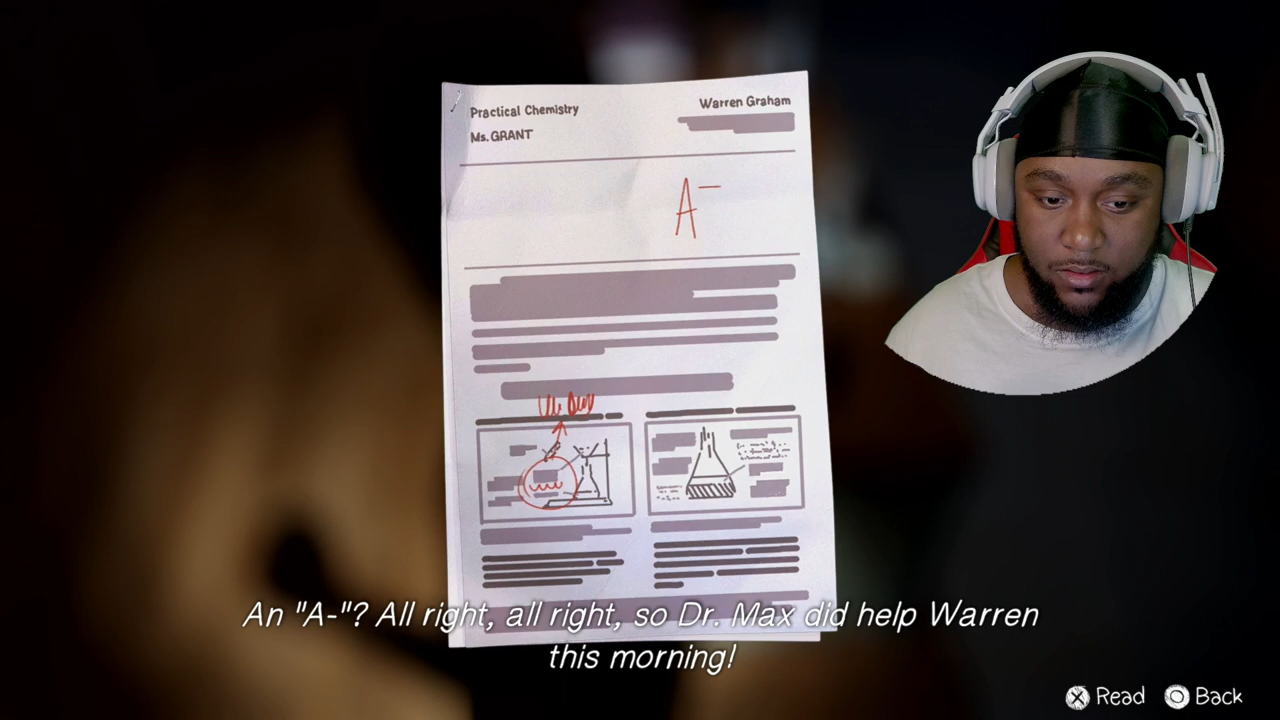 Practical Chemistry
Warren Graham
Ms. GRANT
A-
An "A-"? All right, all right, so Dr. Max did help Warren
this morning!
Read
Back